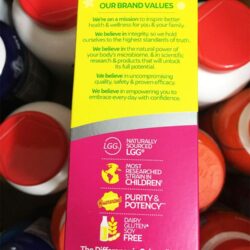 OUR BRAND VALUES
We're on a mission to inspire better
health & wellness for you & your family.
We believe in integrity, so we hold
ourselves to the highest standards of truth.
We believe in the natural power of
your body's microbiome, & in scientific
research & products that will unlock
its full potential.
We believe in uncompromising
quality, safety & proven efficacy.
We believe in empowering you to
embrace every day with confidence.
LGG
NATURALLY
SOURCED
LGG®
MOST
RESEARCHED
STRAIN IN
CHILDREN†
PURITY &
POTENCY**
DAIRY
GLUTEN‡
SOY
FREE